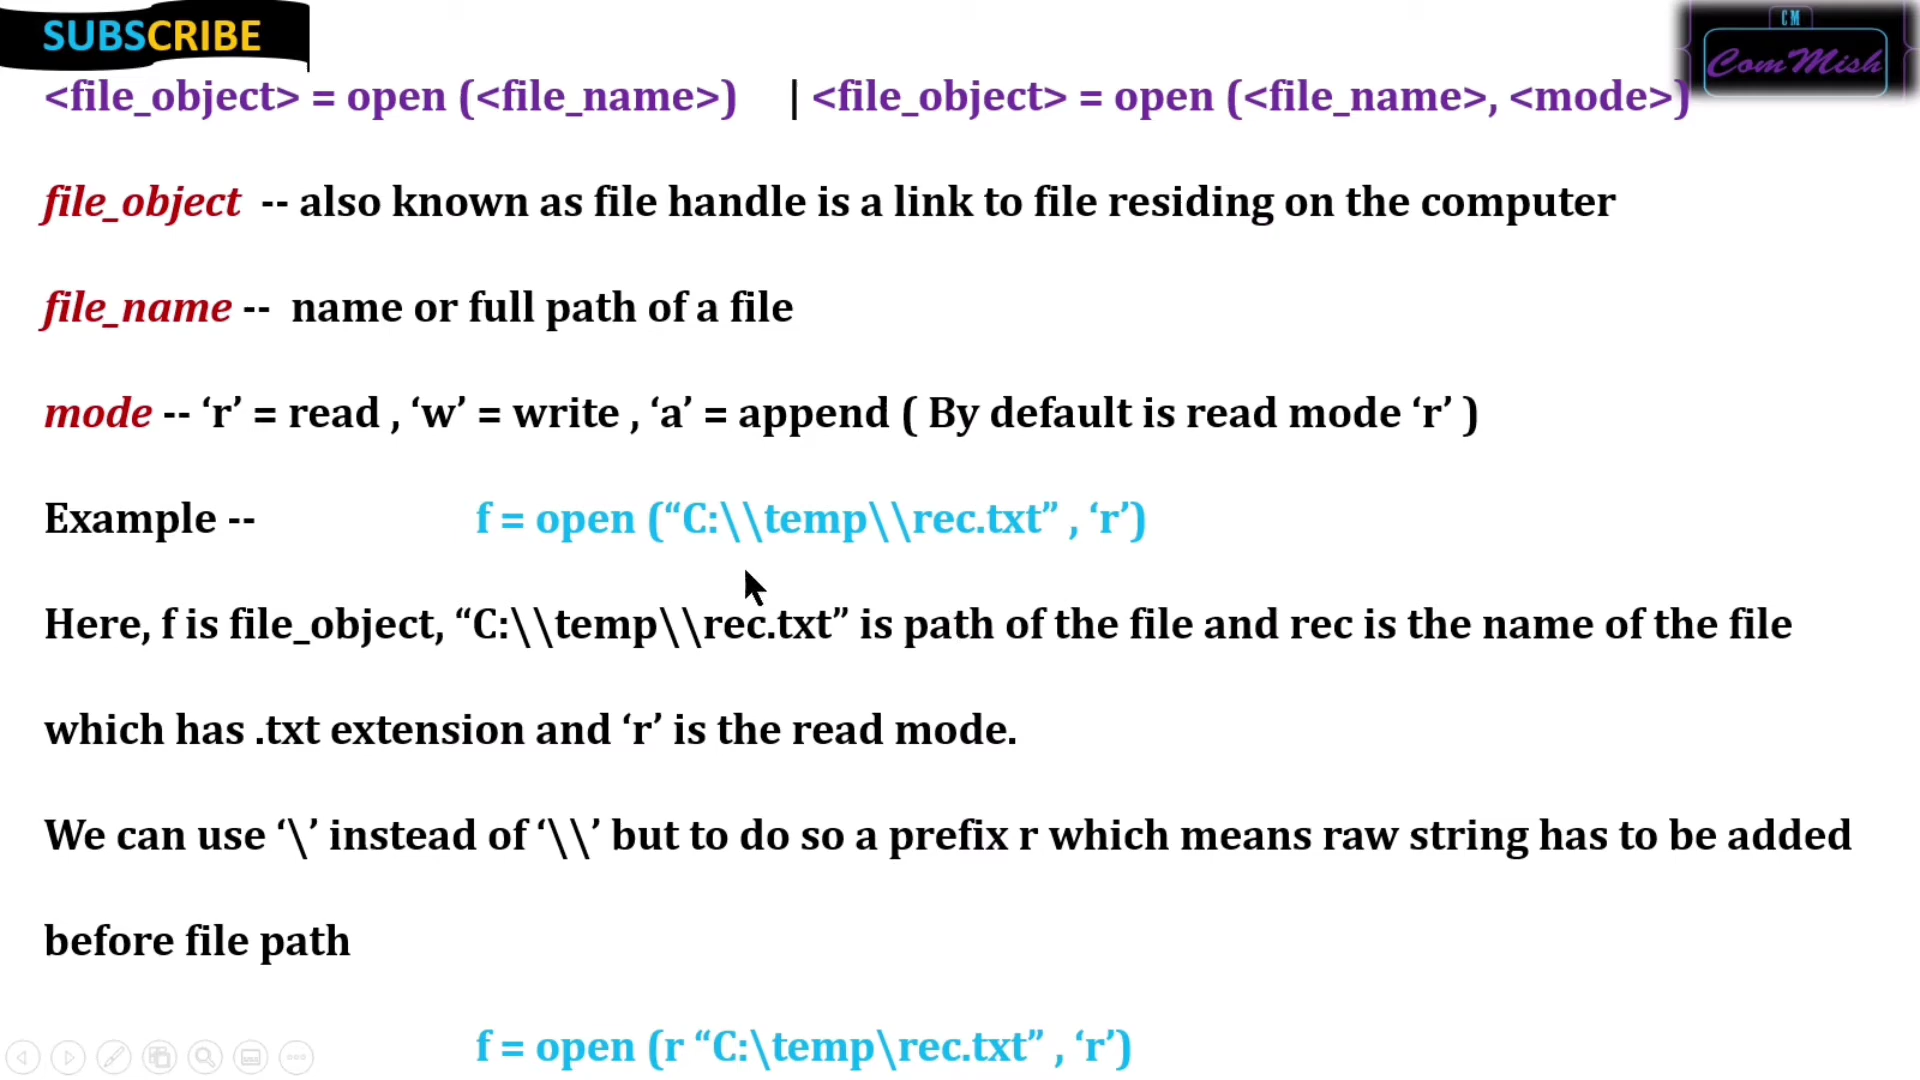 SUBSCRIBE
CM
ComMish
<file_object> = open (<file_name>) | <file_object> = open (<file_name>, <mode>)
file_object -- also known as file handle is a link to file residing on the computer
file_name -- name or full path of a file
mode -- ‘r’ = read , ‘w’ = write , ‘a’ = append ( By default is read mode ‘r’ )
Example -- f = open (“C:\\temp\\rec.txt” , ‘r’)
Here, f is file_object, “C:\\temp\\rec.txt” is path of the file and rec is the name of the file
which has .txt extension and ‘r’ is the read mode.
We can use ‘\’ instead of ‘\\’ but to do so a prefix r which means raw string has to be added
before file path
f = open (r “C:\temp\rec.txt” , ‘r’)